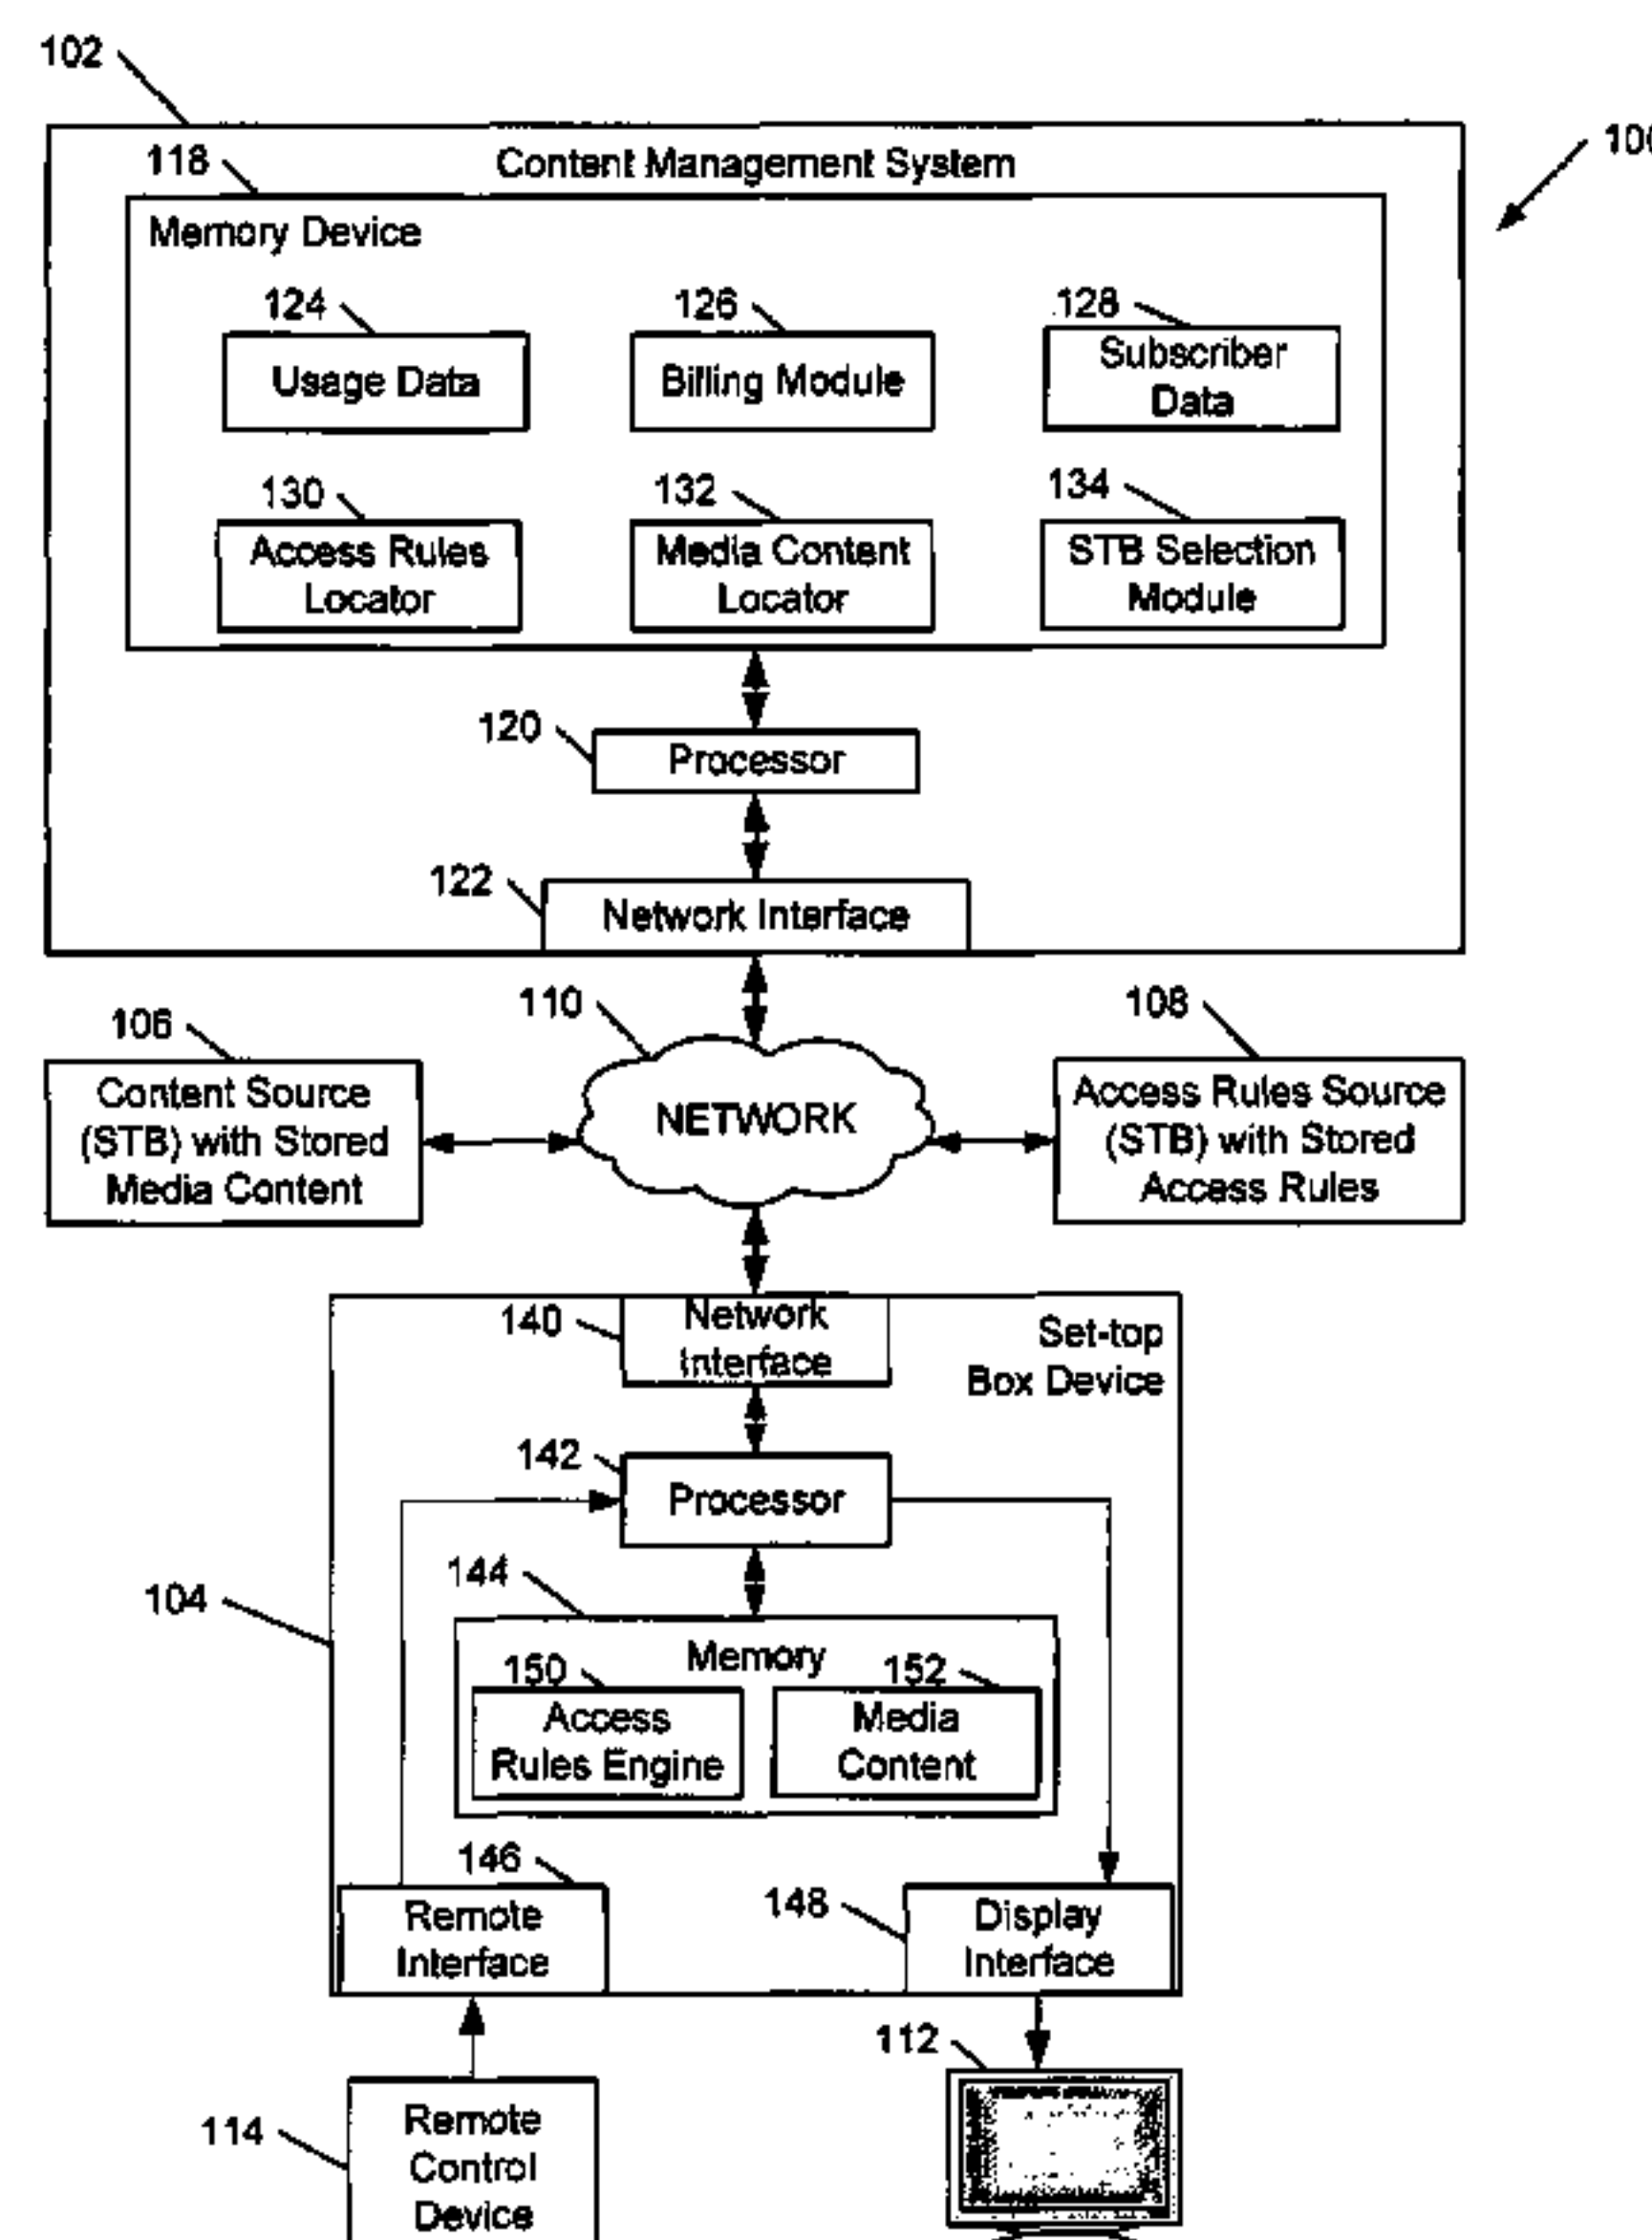 102
100
118
Content Management System
Memory Device
124
126
128
Usage Data
Billing Module
Subscriber
Data
130
132
134
Access Rules
Locator
Media Content
Locator
STB Selection
Module
120
Processor
122
Network Interface
106
110
108
Content Source
(STB) with Stored
Media Content
NETWORK
Access Rules Source
(STB) with Stored
Access Rules
140
Network
Interface
Set-top
Box Device
142
Processor
144
104
Memory
150
152
Access
Rules Engine
Media
Content
146
148
Remote
Interface
Display
Interface
112
114
Remote
Control
Device